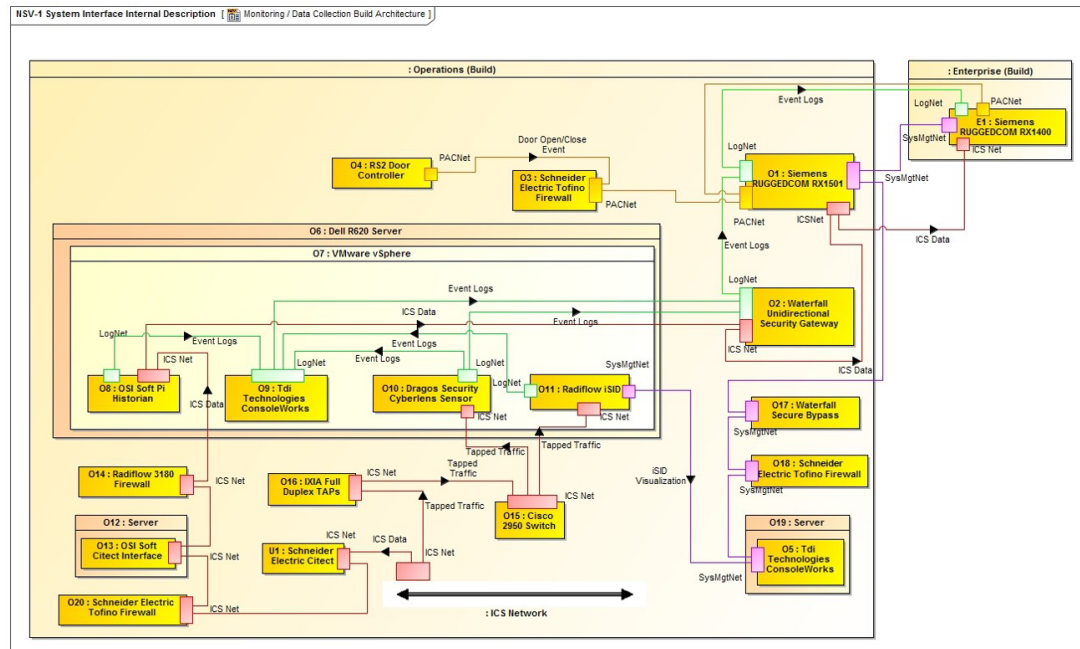 NSV-1 System Interface Internal Description [ Monitoring / Data Collection Build Architecture ]
: Operations (Build)
: Enterprise (Build)
Event Logs
LogNet
PACNet
E1 : Siemens
RUGGEDCOM RX1400
SysMgtNet
ICS Net
Door Open/Close
Event
O4 : RS2 Door
Controller
PACNet
O3 : Schneider
Electric Tofino
Firewall
PACNet
LogNet
O1 : Siemens
RUGGEDCOM RX1501
SysMgtNet
PACNet
ICSNet
ICS Data
Event Logs
O6 : Dell R620 Server
O7 : VMware vSphere
LogNet
O2 : Waterfall
Unidirectional
Security Gateway
ICS Net
ICS Data
Event Logs
ICS Data
Event Logs
LogNet
Event Logs
Event Logs
Event Logs
ICS Net
LogNet
LogNet
LogNet
SysMgtNet
O8 : OSI Soft Pi
Historian
O9 : Tdi
Technologies
ConsoleWorks
O10 : Dragos Security
Cyberlens Sensor
O11 : Radiflow iSID
ICS Data
ICS Net
ICS Net
O17 : Waterfall
Secure Bypass
SysMgtNet
Tapped Traffic
Tapped Traffic
O14 : Radiflow 3180
Firewall
ICS Net
O16 : IXIA Full
Duplex TAPs
ICS Net
Tapped
Traffic
iSID
Visualization
O18 : Schneider
Electric Tofino Firewall
SysMgtNet
Tapped Traffic
ICS Net
O15 : Cisco
2950 Switch
O12 : Server
O13 : OSI Soft
Citect Interface
ICS Net
U1 : Schneider
Electric Citect
ICS Net
ICS Data
ICS Net
O19 : Server
O5 : Tdi
Technologies
ConsoleWorks
SysMgtNet
O20 : Schneider Electric
Tofino Firewall
ICS Net
: ICS Network